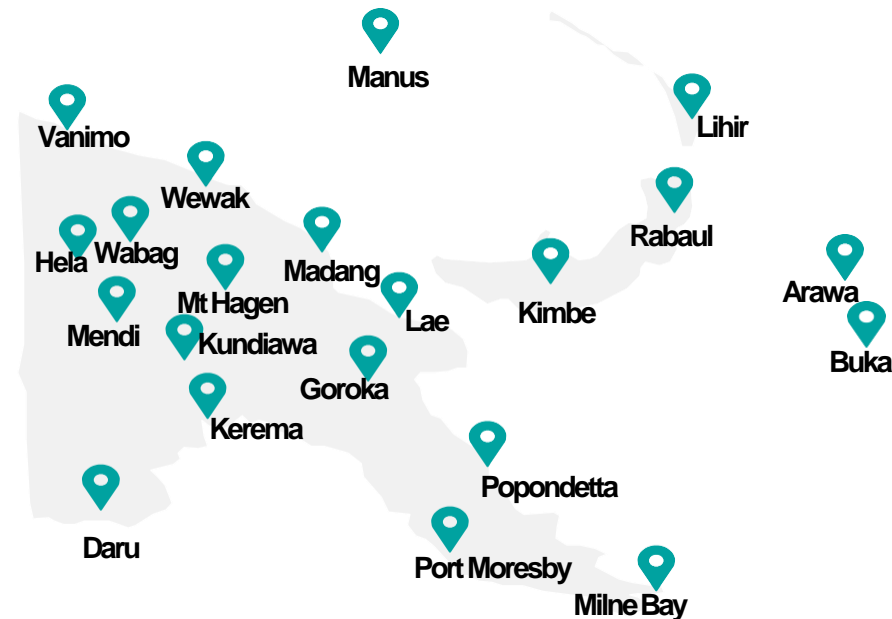 Manus
Lihir
Vanimo
Wewak
Rabaul
Wabag
Hela
Madang
Arawa
Mt Hagen
Kimbe
Lae
Mendi
Kundiawa
Buka
Goroka
Kerema
Popondetta
Daru
Port Moresby
Milne Bay